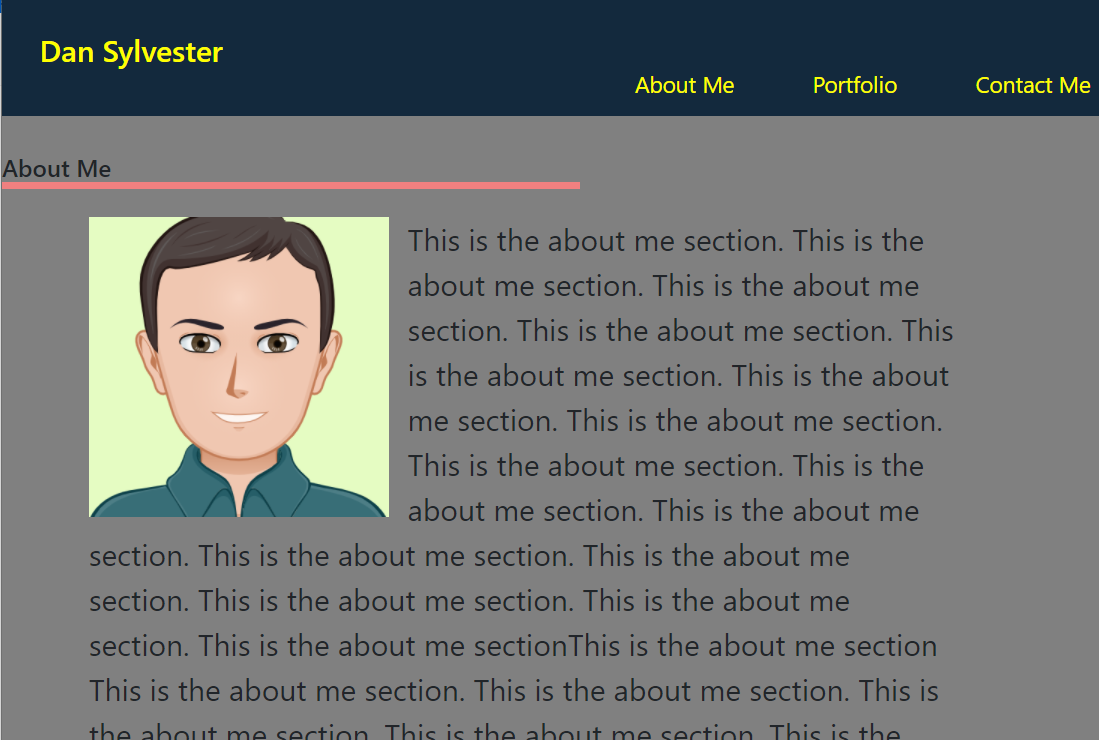 Dan Sylvester
About Me Portfolio Contact Me
About Me
This is the about me section. This is the
about me section. This is the about me
section. This is the about me section. This
is the about me section. This is the about
me section. This is the about me section.
This is the about me section. This is the
about me section. This is the about me
section. This is the about me section. This is the about me
section. This is the about me section. This is the about me
section. This is the about me sectionThis is the about me section
This is the about me section. This is the about me section. This is
the about me section. This is the about me section. This is the